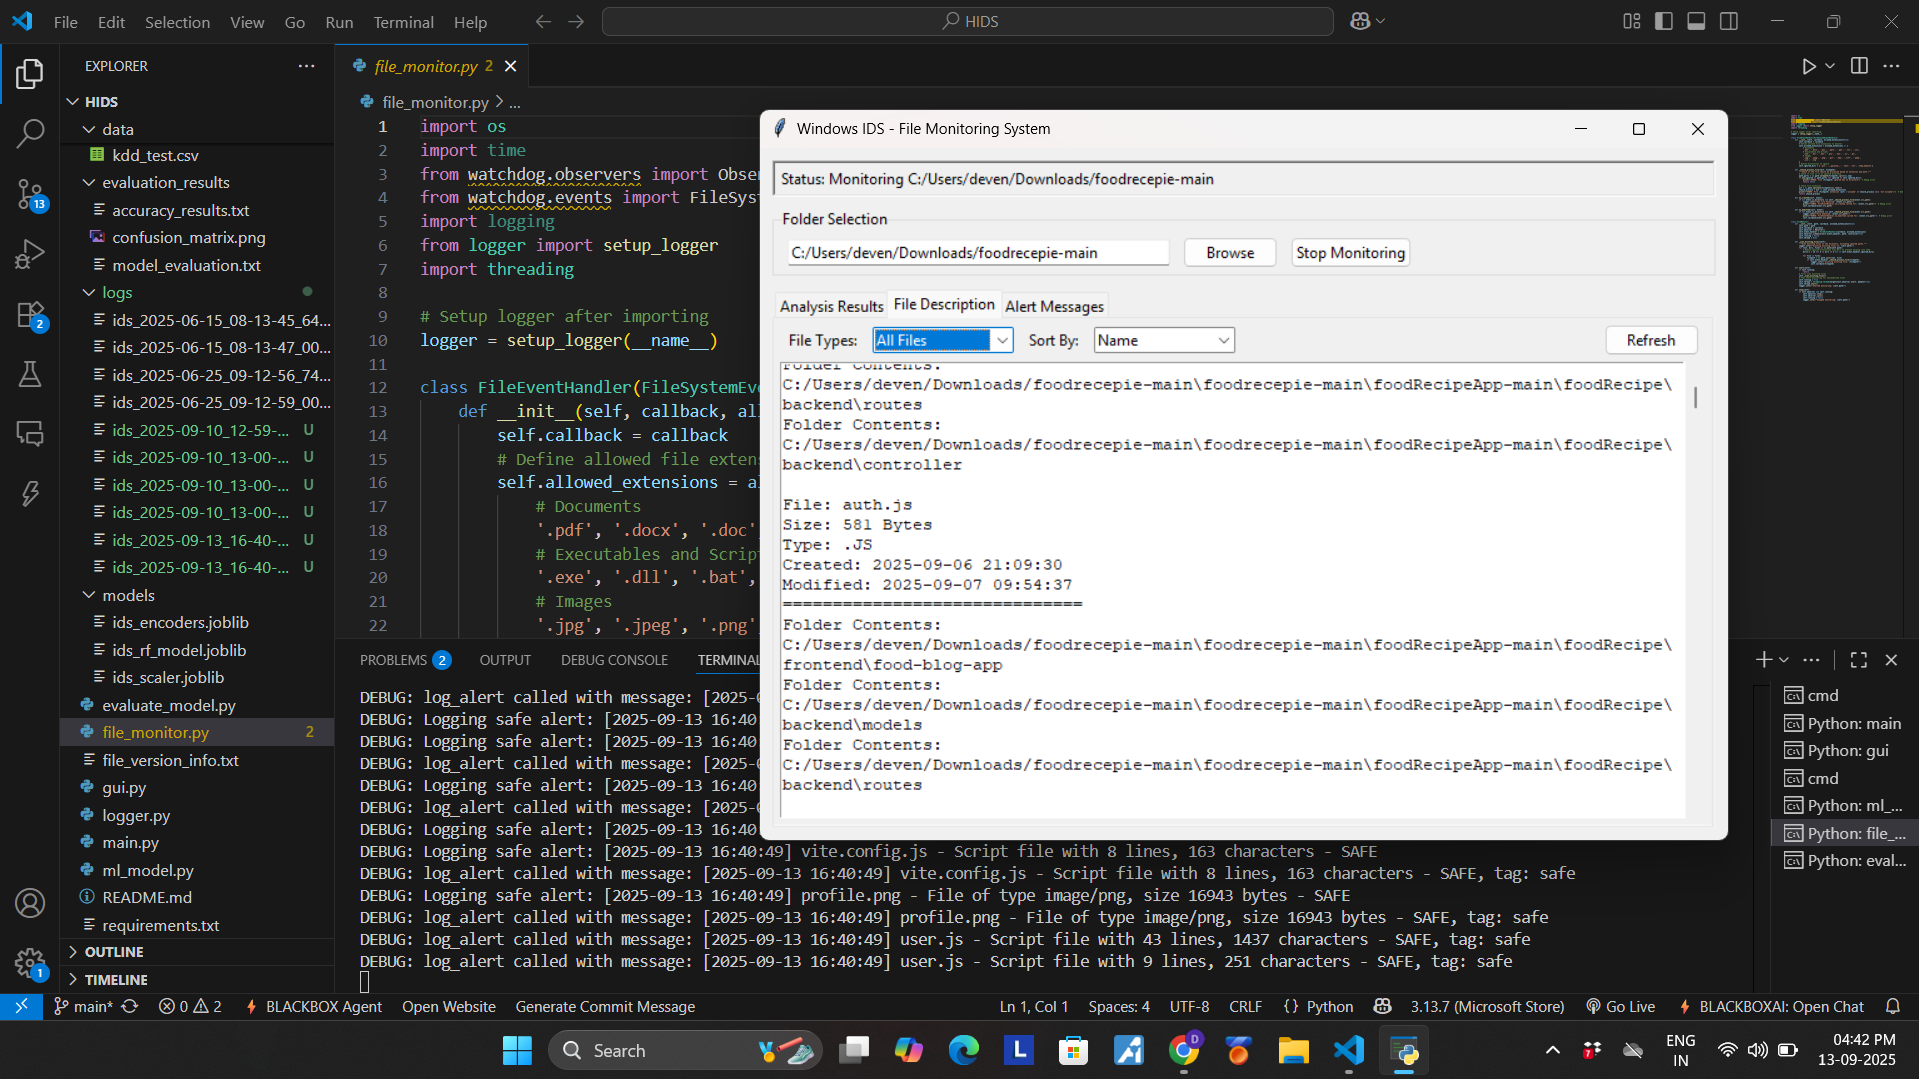 File Edit Selection View Go Run Terminal Help
HIDS
EXPLORER
HIDS
data
kdd_test.csv
evaluation_results
accuracy_results.txt
confusion_matrix.png
model_evaluation.txt
logs
ids_2025-06-15_08-13-45_64...
ids_2025-06-15_08-13-47_00...
ids_2025-06-25_09-12-56_74...
ids_2025-06-25_09-12-59_00...
ids_2025-09-10_12-59-... U
ids_2025-09-10_13-00-... U
ids_2025-09-10_13-00-... U
ids_2025-09-10_13-00-... U
ids_2025-09-13_16-40-... U
ids_2025-09-13_16-40-... U
models
ids_encoders.joblib
ids_rf_model.joblib
ids_scaler.joblib
evaluate_model.py
file_monitor.py 2
file_version_info.txt
gui.py
logger.py
main.py
ml_model.py
README.md
requirements.txt
OUTLINE
TIMELINE
13
2
1
file_monitor.py 2
file_monitor.py > ...
1 import os
2 import time
3 from watchdog.observers import Obser
4 from watchdog.events import FileSyst
5 import logging
6 from logger import setup_logger
7 import threading
8
9 # Setup logger after importing
10 logger = setup_logger(__name__)
11
12 class FileEventHandler(FileSystemEve
13 def __init__(self, callback, all
14 self.callback = callback
15 # Define allowed file extens
16 self.allowed_extensions = al
17 # Documents
18 '.pdf', '.docx', '.doc'
19 # Executables and Script
20 '.exe', '.dll', '.bat',
21 # Images
22 '.jpg', '.jpeg', '.png'
Windows IDS - File Monitoring System
Status: Monitoring C:/Users/deven/Downloads/foodrecepie-main
Folder Selection
C:/Users/deven/Downloads/foodrecepie-main Browse Stop Monitoring
Analysis Results File Description Alert Messages
File Types: All Files Sort By: Name Refresh
Folder Contents:
C:/Users/deven/Downloads/foodrecepie-main\foodrecepie-main\foodRecipeApp-main\foodRecipe\
backend\routes
Folder Contents:
C:/Users/deven/Downloads/foodrecepie-main\foodrecepie-main\foodRecipeApp-main\foodRecipe\
backend\controller
File: auth.js
Size: 581 Bytes
Type: .JS
Created: 2025-09-06 21:09:30
Modified: 2025-09-07 09:54:37
==============================
Folder Contents:
C:/Users/deven/Downloads/foodrecepie-main\foodrecepie-main\foodRecipeApp-main\foodRecipe\
frontend\food-blog-app
Folder Contents:
C:/Users/deven/Downloads/foodrecepie-main\foodrecepie-main\foodRecipeApp-main\foodRecipe\
backend\models
Folder Contents:
C:/Users/deven/Downloads/foodrecepie-main\foodrecepie-main\foodRecipeApp-main\foodRecipe\
backend\routes
PROBLEMS 2 OUTPUT DEBUG CONSOLE TERMINAL
DEBUG: log_alert called with message: [2025-0
DEBUG: Logging safe alert: [2025-09-13 16:40:
DEBUG: Logging safe alert: [2025-09-13 16:40:
DEBUG: log_alert called with message: [2025-0
DEBUG: Logging safe alert: [2025-09-13 16:40:
DEBUG: log_alert called with message: [2025-0
DEBUG: Logging safe alert: [2025-09-13 16:40:
DEBUG: Logging safe alert: [2025-09-13 16:40:49] vite.config.js - Script file with 8 lines, 163 characters - SAFE
DEBUG: log_alert called with message: [2025-09-13 16:40:49] vite.config.js - Script file with 8 lines, 163 characters - SAFE, tag: safe
DEBUG: Logging safe alert: [2025-09-13 16:40:49] profile.png - File of type image/png, size 16943 bytes - SAFE
DEBUG: log_alert called with message: [2025-09-13 16:40:49] profile.png - File of type image/png, size 16943 bytes - SAFE, tag: safe
DEBUG: log_alert called with message: [2025-09-13 16:40:49] user.js - Script file with 43 lines, 1437 characters - SAFE, tag: safe
DEBUG: log_alert called with message: [2025-09-13 16:40:49] user.js - Script file with 9 lines, 251 characters - SAFE, tag: safe
cmd
Python: main
Python: gui
cmd
Python: ml_...
Python: file_...
Python: eval...
main* 0 2 BLACKBOX Agent Open Website Generate Commit Message Ln 1, Col 1 Spaces: 4 UTF-8 CRLF {} Python 3.13.7 (Microsoft Store) Go Live BLACKBOXAI: Open Chat
Search
L
D
7
ENG
IN
04:42 PM
13-09-2025